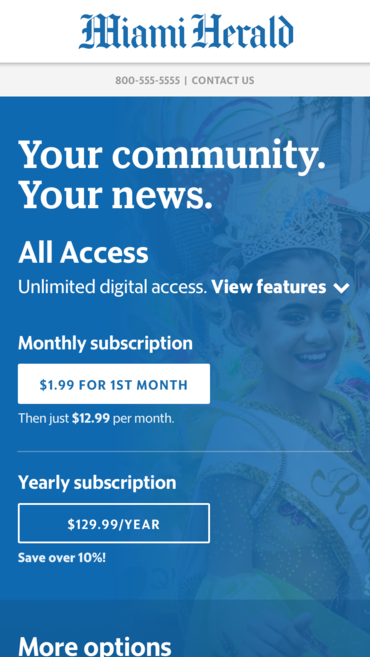 Miami Herald
800-555-5555 | CONTACT US
Your community.
Your news.
All Access
Unlimited digital access. View features
Monthly subscription
$1.99 FOR 1ST MONTH
Then just $12.99 per month.
Yearly subscription
$129.99/YEAR
Save over 10%!
More options